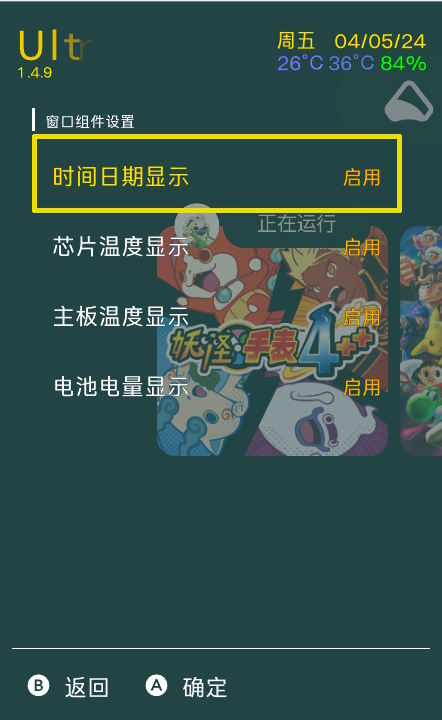 Ultr
1.4.9
周五 04/05/24
26°C 36°C 84%
窗口组件设置
时间日期显示 启用
正在运行
芯片温度显示 启用
主板温度显示 启用
妖怪手表4++
电池电量显示 启用
B 返回 A 确定